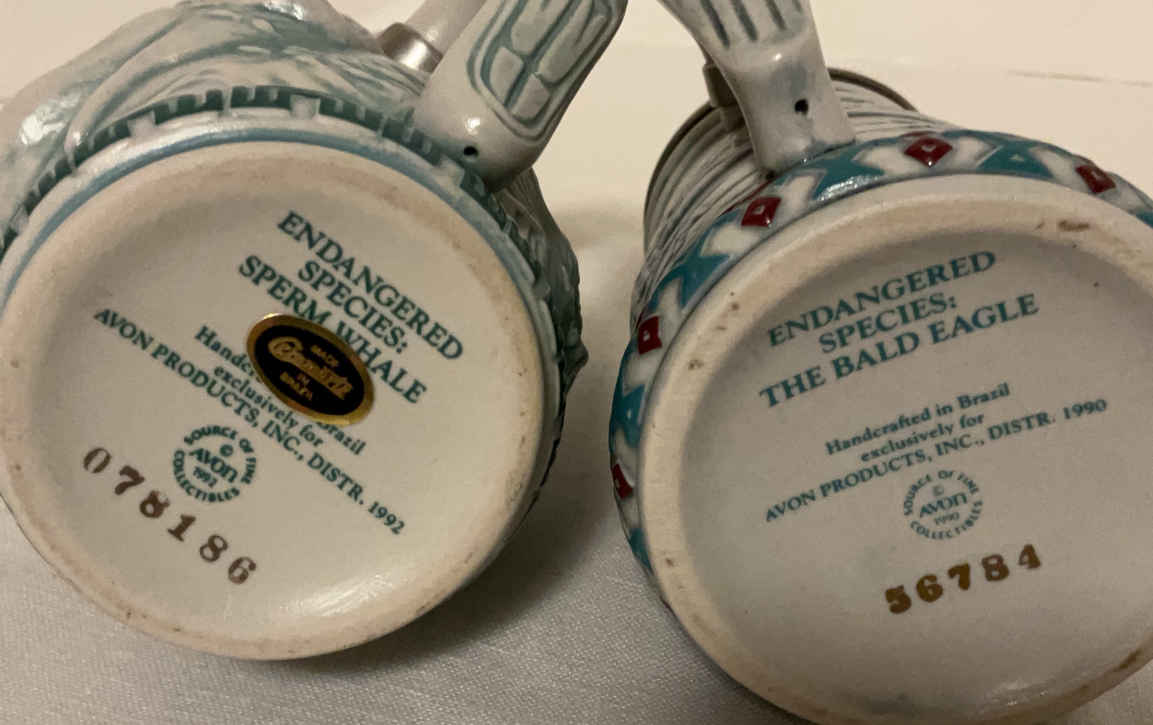 ENDANGERED
SPECIES:
SPERM WHALE
MADE
IN
BRAZIL
exclusively for
AVON PRODUCTS, INC., DISTR. 1992
SOURCE OF FINE
©
AVON
1992
COLLECTIBLES
078186
ENDANGERED
SPECIES:
THE BALD EAGLE
Handcrafted in Brazil
exclusively for
AVON PRODUCTS, INC., DISTR. 1990
SOURCE OF FINE
©
AVON
1990
COLLECTIBLES
56784